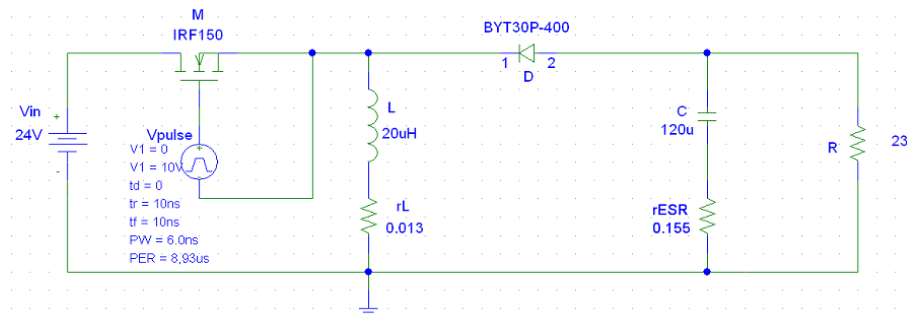 M
IRF150
BYT30P-400
1 2
D
Vin
+
24V
-
Vpulse
V1 = 0
V1 = 10V
td = 0
tr = 10ns
tf = 10ns
PW = 6.0ns
PER = 8,93us
+
-
L
20uH
rL
0.013
C
120u
rESR
0.155
R
23